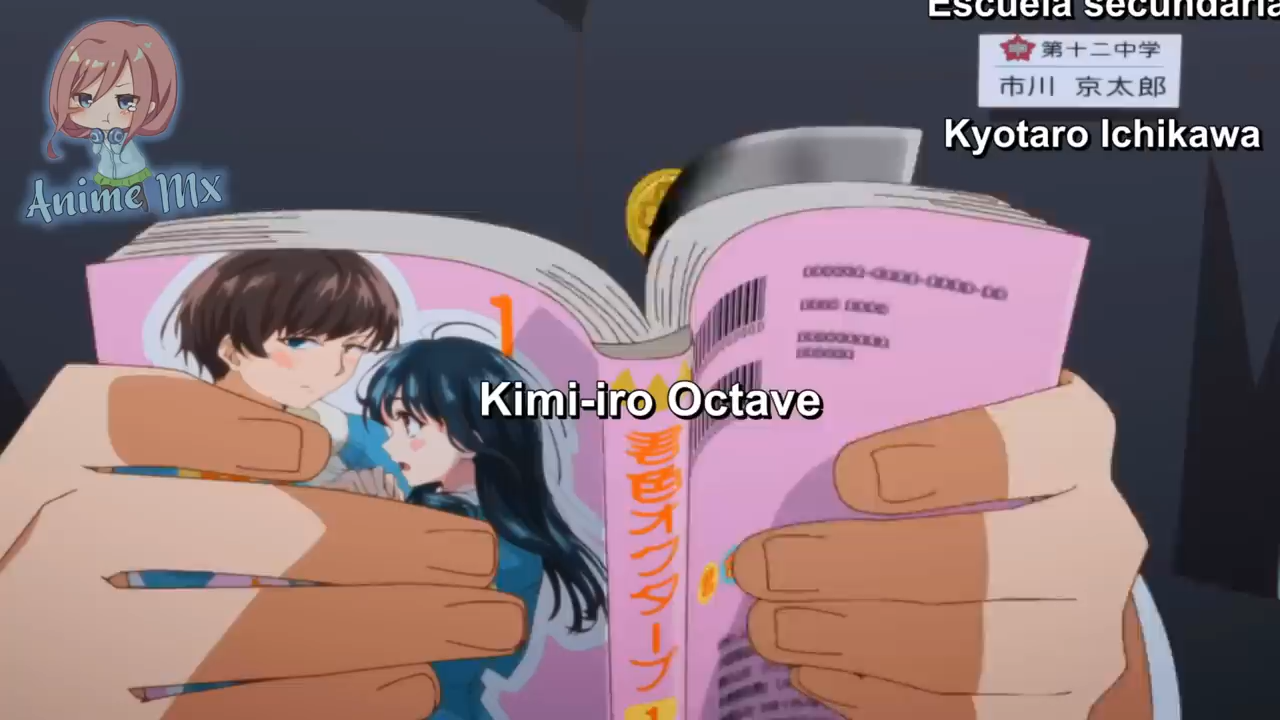 Escuela secundaria
第十二中学
市川 京太郎
Kyotaro Ichikawa
Anime Mx
1
Kimi-iro Octave
君色オクターブ
1